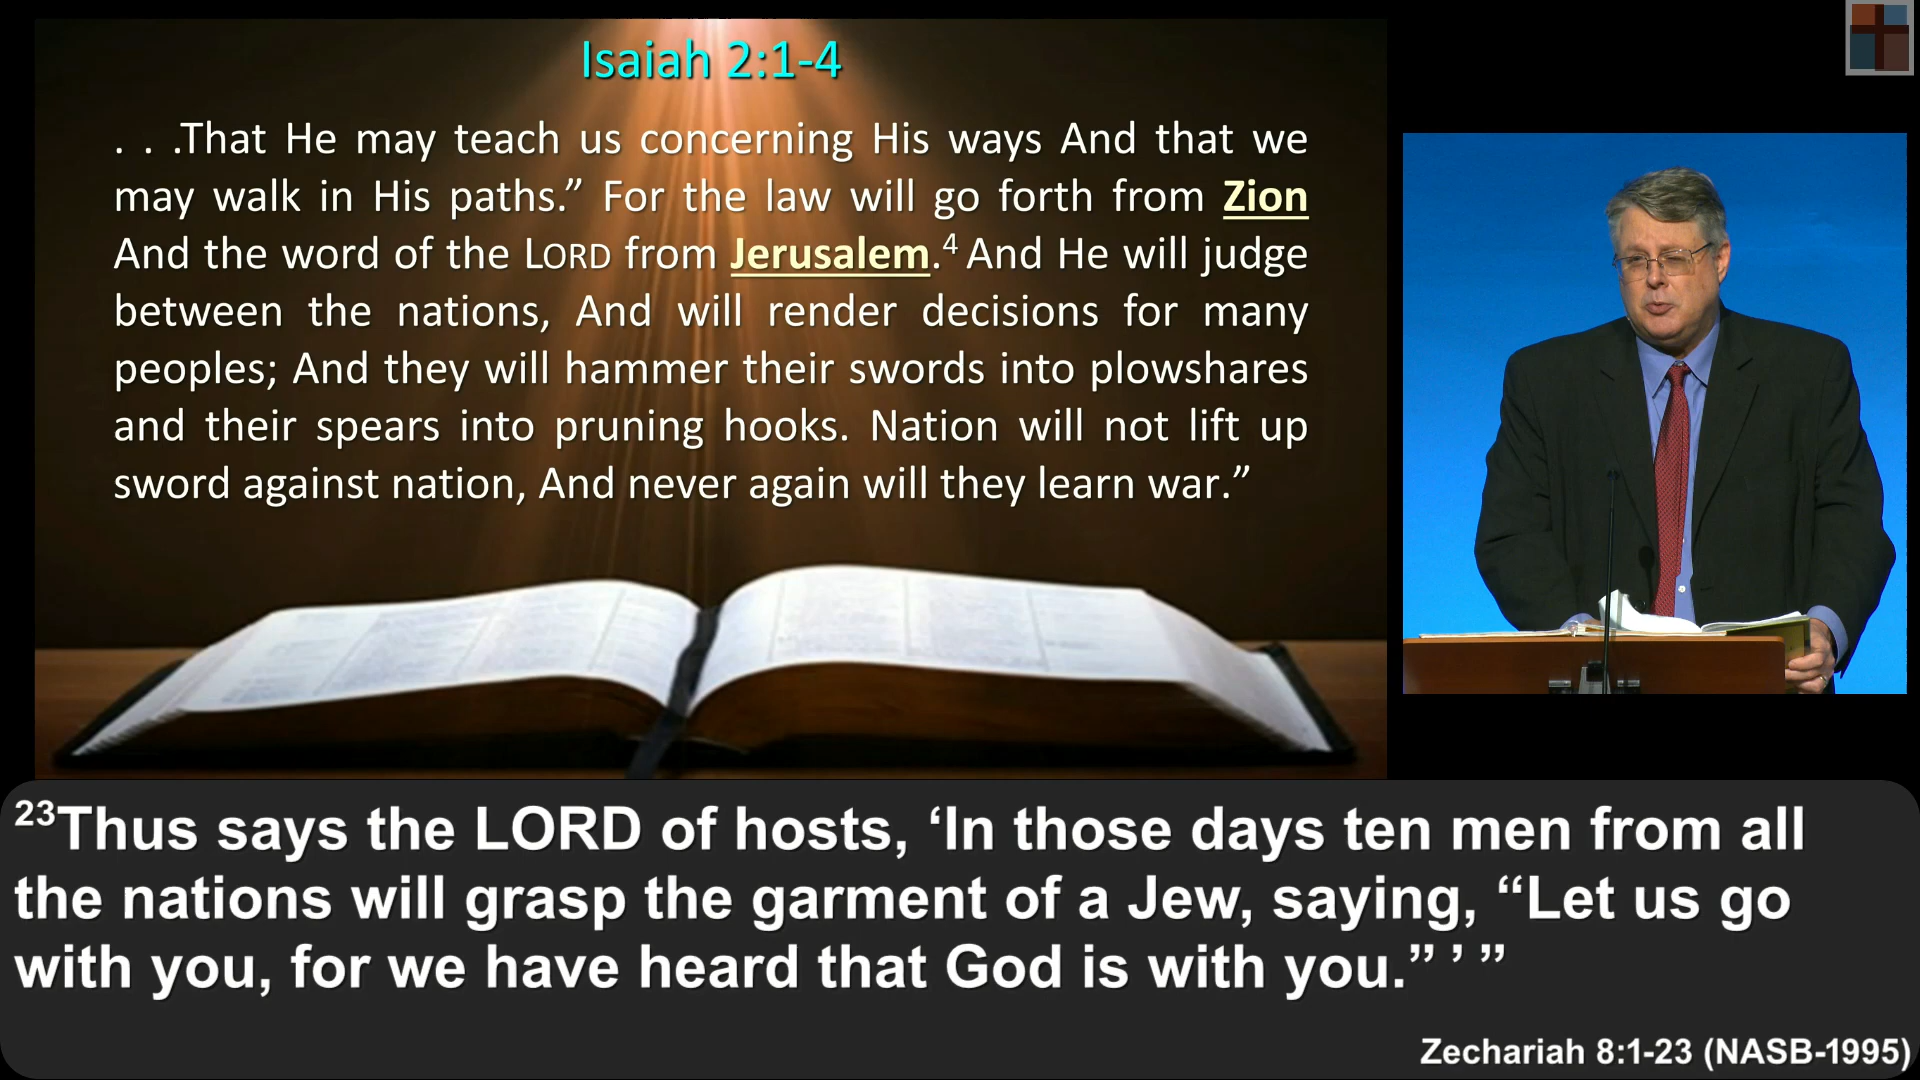 Isaiah 2:1-4
. . .That He may teach us concerning His ways And that we
may walk in His paths.” For the law will go forth from Zion
And the word of the LORD from Jerusalem.⁴ And He will judge
between the nations, And will render decisions for many
peoples; And they will hammer their swords into plowshares
and their spears into pruning hooks. Nation will not lift up
sword against nation, And never again will they learn war.”
²³Thus says the LORD of hosts, ‘In those days ten men from all
the nations will grasp the garment of a Jew, saying, “Let us go
with you, for we have heard that God is with you.” ’ ”
Zechariah 8:1-23 (NASB-1995)